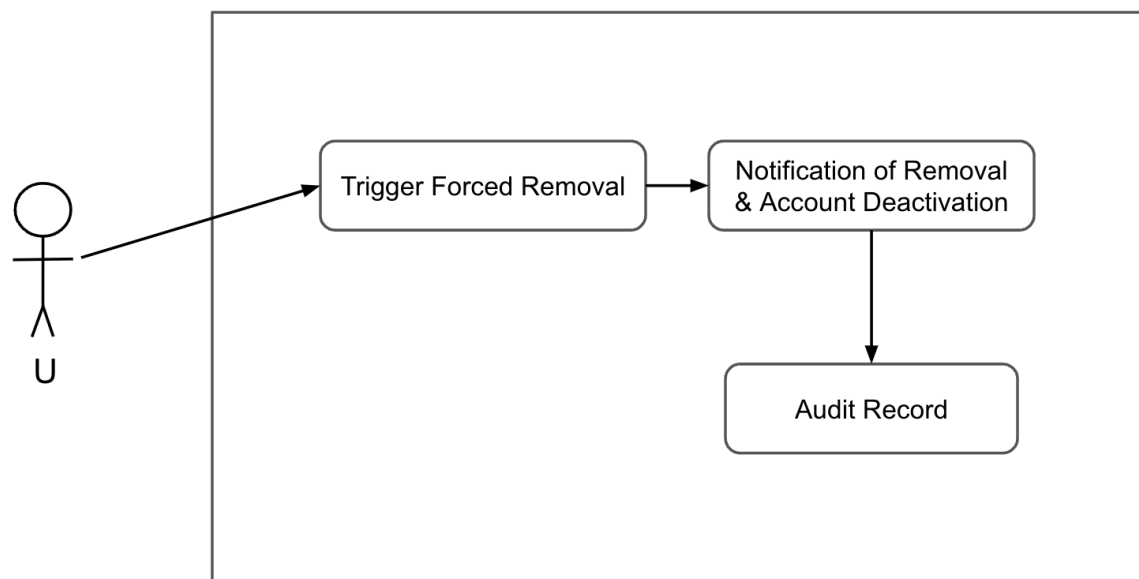 Trigger Forced Removal
Notification of Removal
& Account Deactivation
U
Audit Record